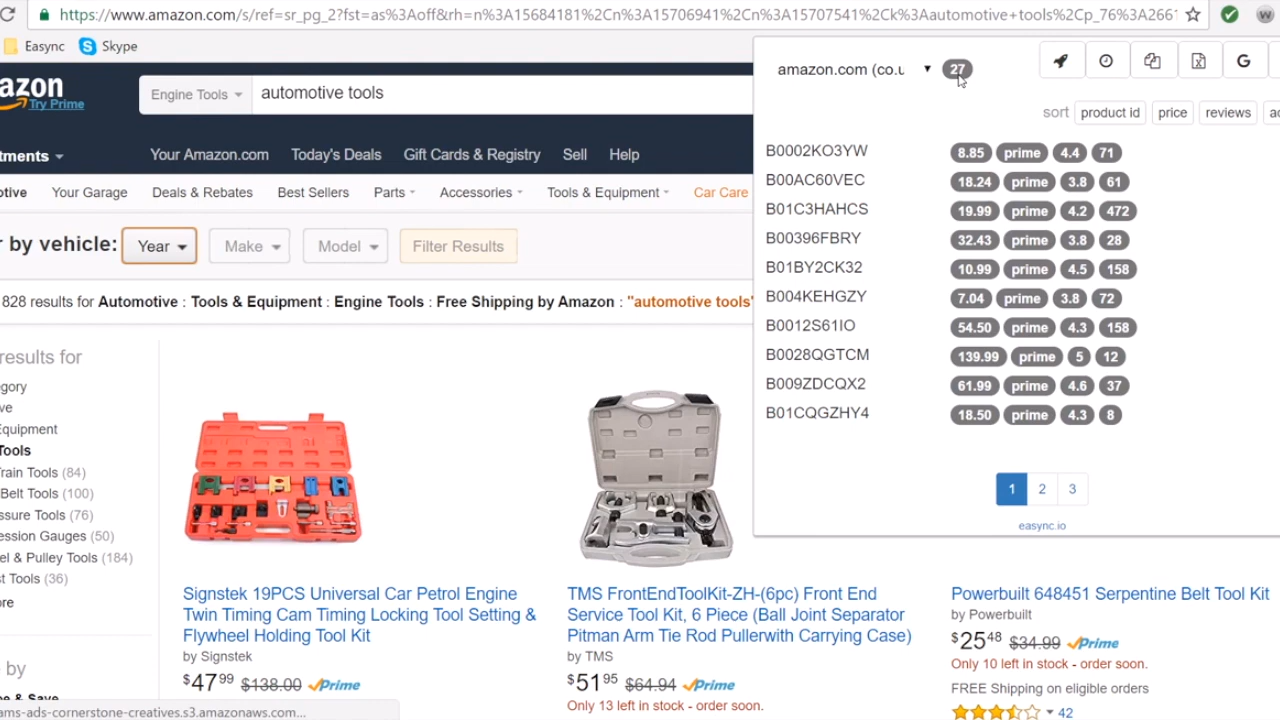 https://www.amazon.com/s/ref=sr_pg_2?fst=as%3Aoff&rh=n%3A15684181%2Cn%3A15706941%2Cn%3A15707541%2Ck%3Aautomotive+tools%2Cp_76%3A266
Easync
Skype
azon
Try Prime
Engine Tools
automotive tools
amazon.com (co.u
27
G
sort
product id
price
reviews
tments
Your Amazon.com
Today's Deals
Gift Cards & Registry
Sell
Help
otive
Your Garage
Deals & Rebates
Best Sellers
Parts
Accessories
Tools & Equipment
Car Care
B0002KO3YW 8.85 prime 4.4 71
B00AC60VEC 18.24 prime 3.8 61
B01C3HAHCS 19.99 prime 4.2 472
B00396FBRY 32.43 prime 3.8 28
B01BY2CK32 10.99 prime 4.5 158
B004KEHGZY 7.04 prime 3.8 72
B0012S61IO 54.50 prime 4.3 158
B0028QGTCM 139.99 prime 5 12
B009ZDCQX2 61.99 prime 4.6 37
B01CQGZHY4 18.50 prime 4.3 8
1 2 3
easync.io
r by vehicle:
Year
Make
Model
Filter Results
828 results for Automotive : Tools & Equipment : Engine Tools : Free Shipping by Amazon : "automotive tools"
results for
egory
ve
Equipment
Tools
Train Tools (84)
Belt Tools (100)
ssure Tools (76)
ession Gauges (50)
el & Pulley Tools (184)
st Tools (36)
ore
by
e & Save
Signstek 19PCS Universal Car Petrol Engine
Twin Timing Cam Timing Locking Tool Setting &
Flywheel Holding Tool Kit
by Signstek
$47 99 $138.00 Prime
TMS FrontEndToolKit-ZH-(6pc) Front End
Service Tool Kit, 6 Piece (Ball Joint Separator
Pitman Arm Tie Rod Pullerwith Carrying Case)
by TMS
$51 95 $64.94 Prime
Only 13 left in stock - order soon.
Powerbuilt 648451 Serpentine Belt Tool Kit
by Powerbuilt
$25 48 $34.99 Prime
Only 10 left in stock - order soon.
FREE Shipping on eligible orders
42
ams-ads-cornerstone-creatives.s3.amazonaws.com...